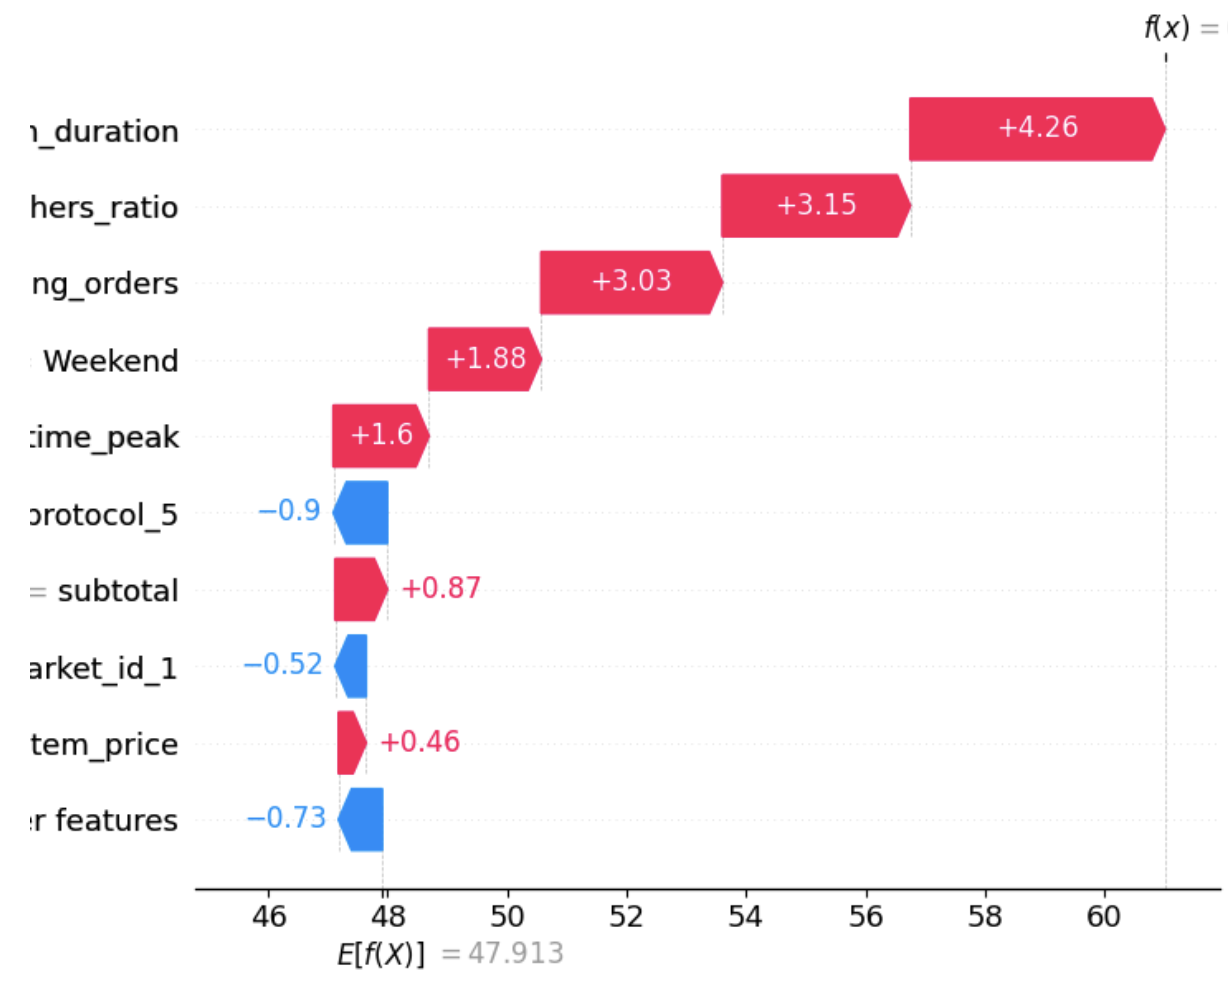 f(x) =
n_duration +4.26
hers_ratio +3.15
ng_orders +3.03
Weekend +1.88
time_peak +1.6
protocol_5 −0.9
= subtotal +0.87
arket_id_1 −0.52
tem_price +0.46
er features −0.73
46 48 50 52 54 56 58 60
E[f(X)] = 47.913